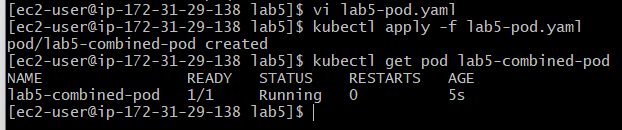 [ec2-user@ip-172-31-29-138 lab5]$ vi lab5-pod.yaml
[ec2-user@ip-172-31-29-138 lab5]$ kubectl apply -f lab5-pod.yaml
pod/lab5-combined-pod created
[ec2-user@ip-172-31-29-138 lab5]$ kubectl get pod lab5-combined-pod
NAME                READY   STATUS    RESTARTS   AGE
lab5-combined-pod   1/1     Running   0          5s
[ec2-user@ip-172-31-29-138 lab5]$